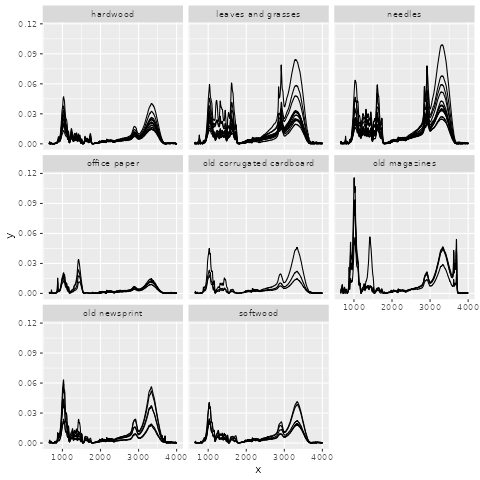 hardwood
leaves and grasses
needles
0.12
0.09
0.06
0.03
0.00
office paper
old corrugated cardboard
old magazines
0.12
0.09
0.06
0.03
0.00
y
1000 2000 3000 4000
old newsprint
softwood
0.12
0.09
0.06
0.03
0.00
1000 2000 3000 4000
1000 2000 3000 4000
x